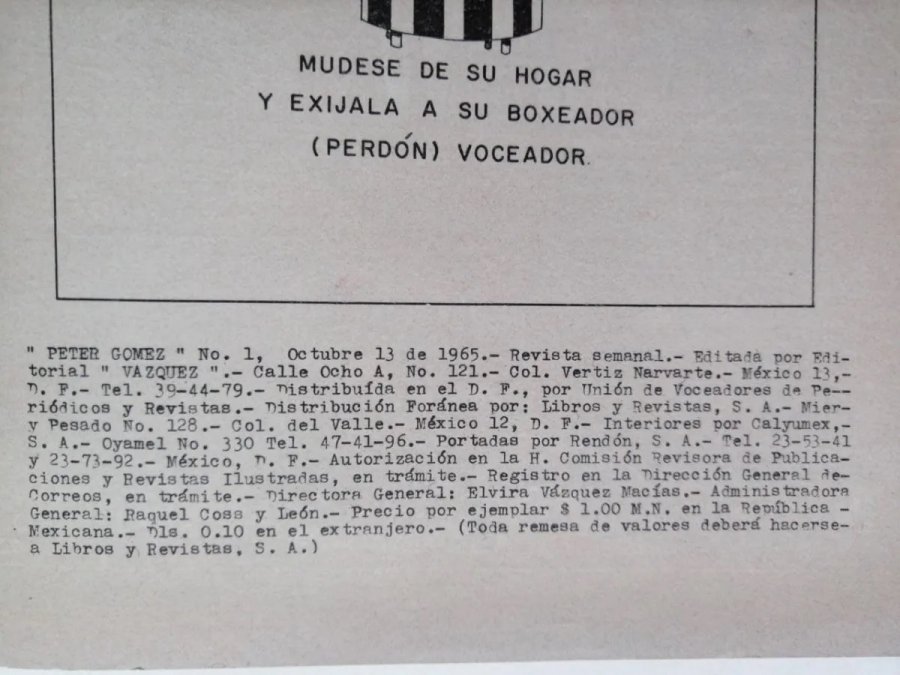 MUDESE DE SU HOGAR
Y EXIJALA A SU BOXEADOR
(PERDÓN) VOCEADOR.
" PETER GOMEZ " No. 1, Octubre 13 de 1965.- Revista semanal.- Editada por Edi-
torial " VAZQUEZ ".- Calle Ocho A, No. 121.- Col. Vertiz Narvarte.- México 13,-
D. F.- Tel. 39-44-79.- Distribuída en el D. F., por Unión de Voceadores de Pe--
riódicos y Revistas.- Distribución Foránea por: Libros y Revistas, S. A.- Mier-
y Pesado No. 128.- Col. del Valle.- México 12, D. F.- Interiores por Calyumex,-
S. A.- Oyamel No. 330 Tel. 47-41-96.- Portadas por Rendón, S. A.- Tel. 23-53-41
y 23-73-92.- México, D. F.- Autorización en la H. Comisión Revisora de Publica-
ciones y Revistas Ilustradas, en trámite.- Registro en la Dirección General de-
Correos, en trámite.- Directora General: Elvira Vázquez Macías.- Administradora
General: Raquel Coss y León.- Precio por ejemplar $ 1.00 M.N. en la República -
Mexicana.- Dls. 0.10 en el extranjero.- (Toda remesa de valores deberá hacerse-
a Libros y Revistas, S. A.)